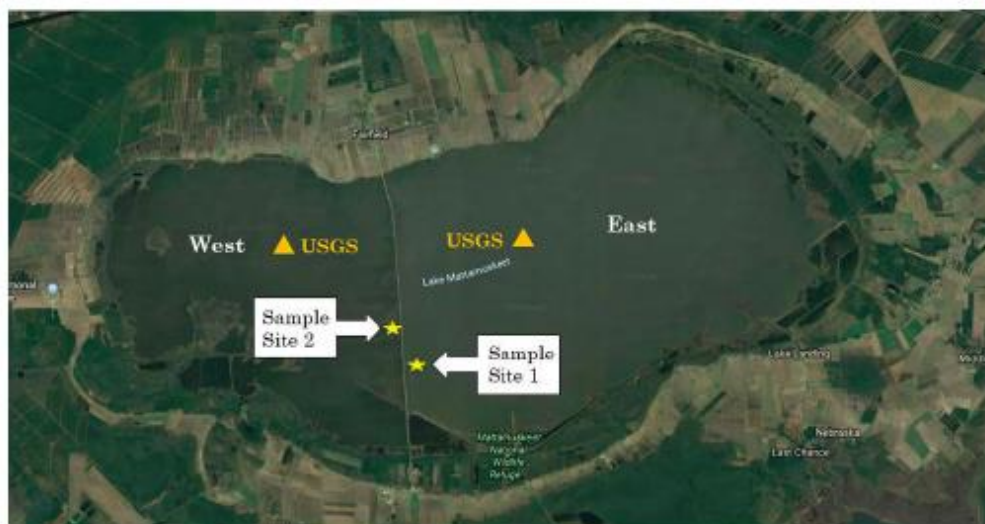 Fairfield
West
USGS
USGS
East
Lake Mattamuskeet
Sample
Site 2
Sample
Site 1
Lake Landing
Mattamuskeet
National
Wildlife
Refuge
Nebraska
Last Chance